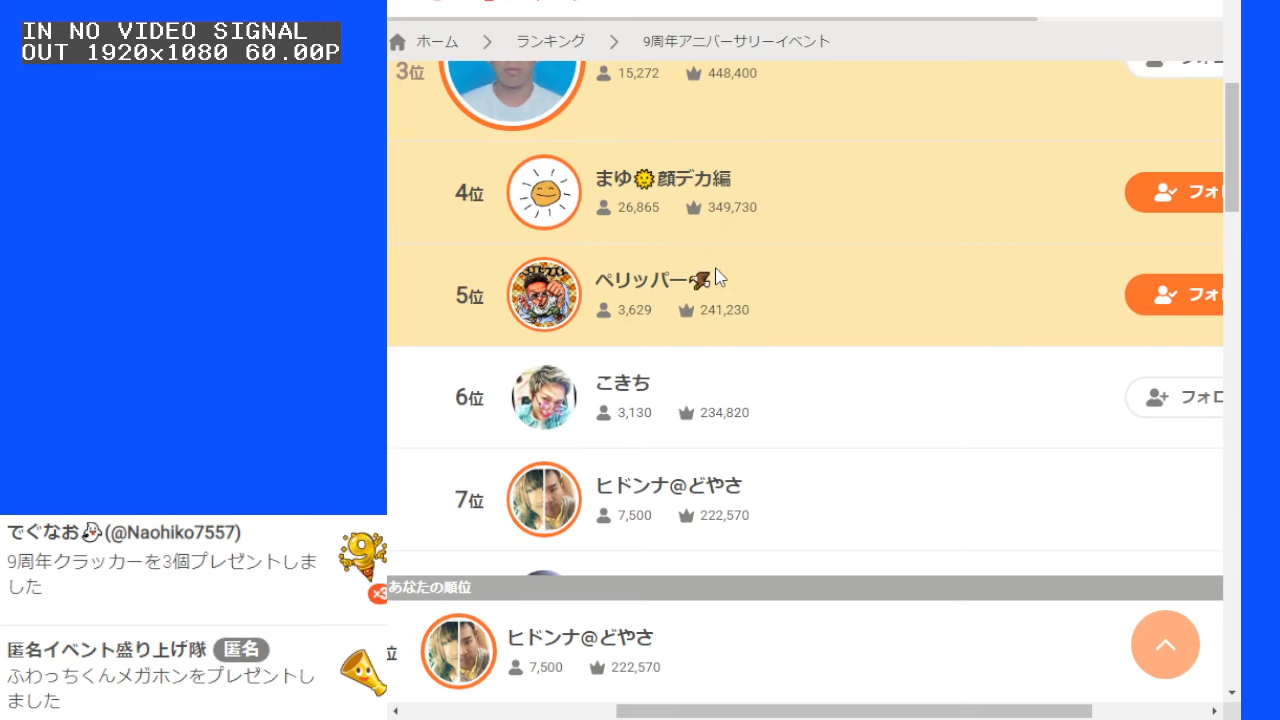 IN NO VIDEO SIGNAL
OUT 1920x1080 60.00P
ホーム
ランキング
9周年アニバーサリーイベント
3位
15,272
448,400
4位
まゆ🌞顔デカ編
26,865
349,730
フォ
5位
ペリッパー
3,629
241,230
フォ
6位
こきち
3,130
234,820
フォロ
7位
ヒドンナ@どやさ
7,500
222,570
でぐなお(@Naohiko7557)
9周年クラッカーを3個プレゼントしま
した
×3
匿名イベント盛り上げ隊 匿名
ふわっちくんメガホンをプレゼントし
ました
あなたの順位
位
ヒドンナ@どやさ
7,500
222,570